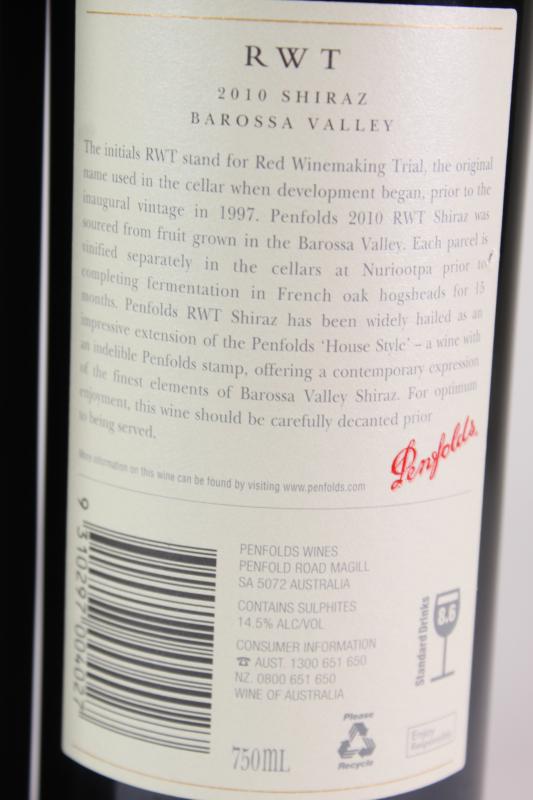 RWT
2010 SHIRAZ
BAROSSA VALLEY
The initials RWT stand for Red Winemaking Trial, the original
name used in the cellar when development began, prior to the
inaugural vintage in 1997. Penfolds 2010 RWT Shiraz was
sourced from fruit grown in the Barossa Valley. Each parcel is
vinified separately in the cellars at Nuriootpa prior to
completing fermentation in French oak hogsheads for 15
months. Penfolds RWT Shiraz has been widely hailed as an
impressive extension of the Penfolds 'House Style' – a wine with
an indelible Penfolds stamp, offering a contemporary expression
of the finest elements of Barossa Valley Shiraz. For optimum
enjoyment, this wine should be carefully decanted prior
to being served.
Penfolds.
More information on this wine can be found by visiting www.penfolds.com
9 310297 004027
PENFOLDS WINES
PENFOLD ROAD MAGILL
SA 5072 AUSTRALIA
CONTAINS SULPHITES
14.5% ALC/VOL
CONSUMER INFORMATION
☎ AUST. 1300 651 650
NZ. 0800 651 650
WINE OF AUSTRALIA
Standard Drinks
8.6
750mL
Please
Recycle
Enjoy
Responsibly